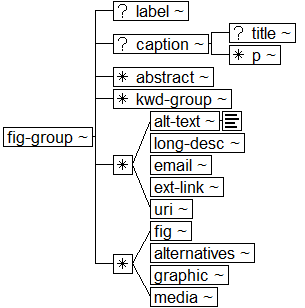 ? label ~
? caption ~
? title ~
* p ~
* abstract ~
* kwd-group ~
fig-group ~
*
alt-text ~
long-desc ~
email ~
ext-link ~
uri ~
*
fig ~
alternatives ~
graphic ~
media ~